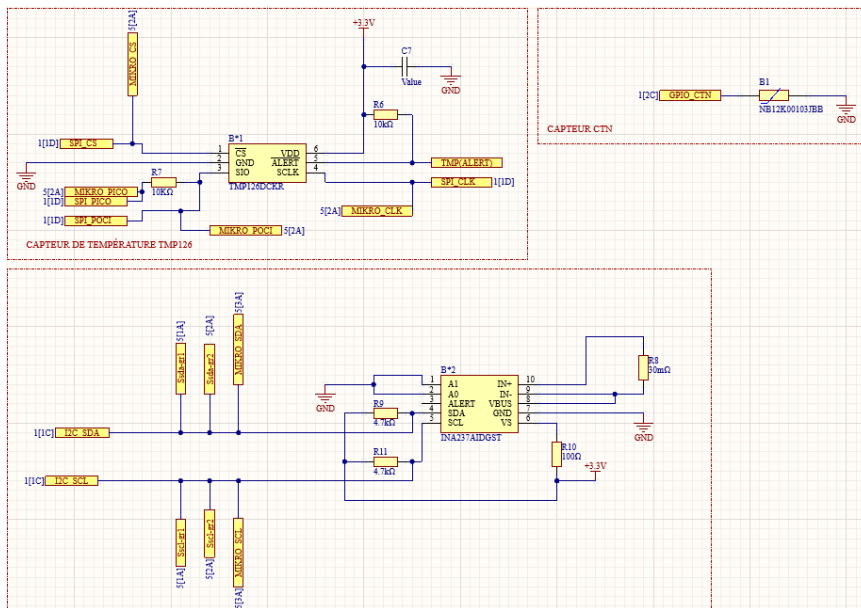 5[2A]
MIKRO_CS
+3.3V
C7
Value
GND
R6
10kΩ
1[1D] SPI_CS
B*1
1 CS VDD 6
2 GND ALERT 5
3 SIO SCLK 4
TMP126DCKR
GND
R7
10KΩ
5[2A] MIKRO_PICO
1[1D] SPI_PICO
1[1D] SPI_POCI
MIKRO_POCI 5[2A]
TMP(ALERT)
SPI_CLK 1[1D]
5[2A] MIKRO_CLK
CAPTEUR DE TEMPÉRATURE TMP126
1[2C] GPIO_CTN
B1
NB12K00103JBB
GND
CAPTEUR CTN
5[1A]
Ssda-gr1
5[2A]
Ssda-gr2
5[3A]
MIKRO_SDA
1[1C] I2C_SDA
1[1C] I2C_SCL
Sscl-gr1
5[1A]
Sscl-gr2
5[2A]
MIKRO_SCL
5[3A]
GND
R9
4.7kΩ
R11
4.7kΩ
B*2
1 A1 IN+ 10
2 A0 IN- 9
3 ALERT VBUS 8
4 SDA GND 7
5 SCL VS 6
INA237AIDGST
R8
30mΩ
GND
R10
100Ω
+3.3V